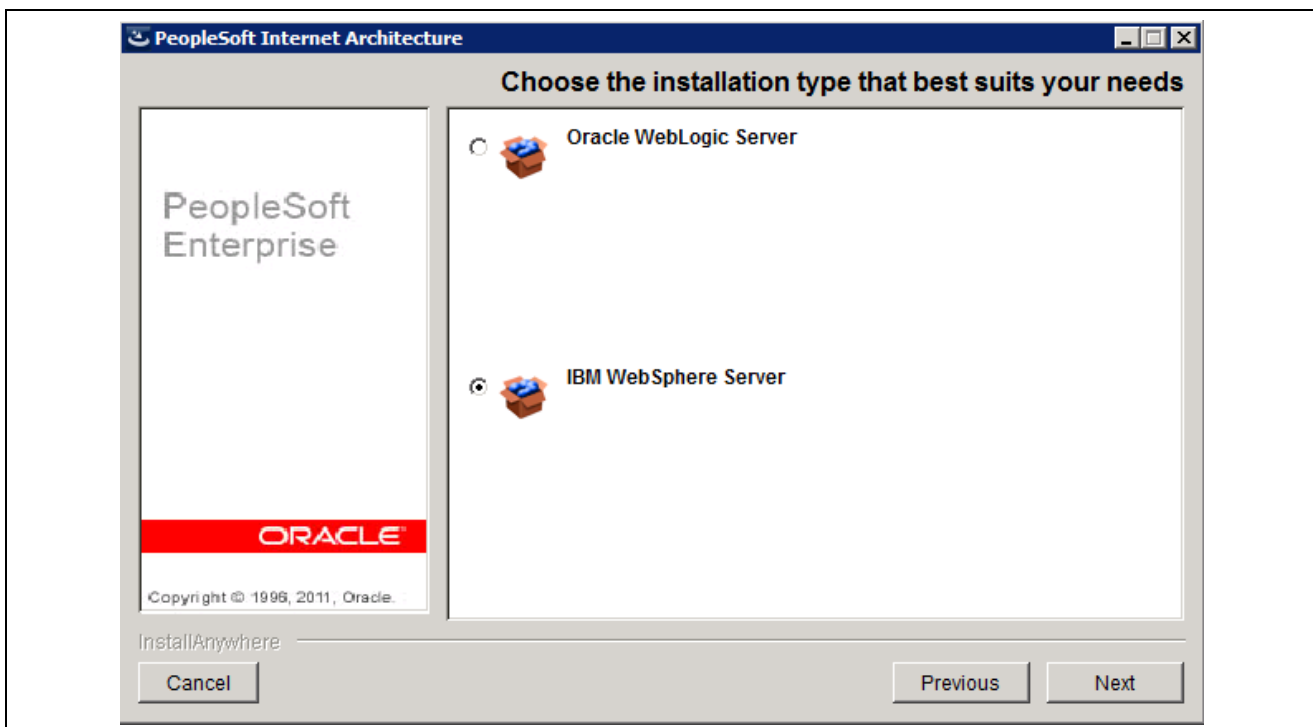 PeopleSoft Internet Architecture
Choose the installation type that best suits your needs
PeopleSoft
Enterprise
ORACLE
Copyright © 1996, 2011, Oracle.
Oracle WebLogic Server
IBM WebSphere Server
InstallAnywhere
Cancel
Previous
Next